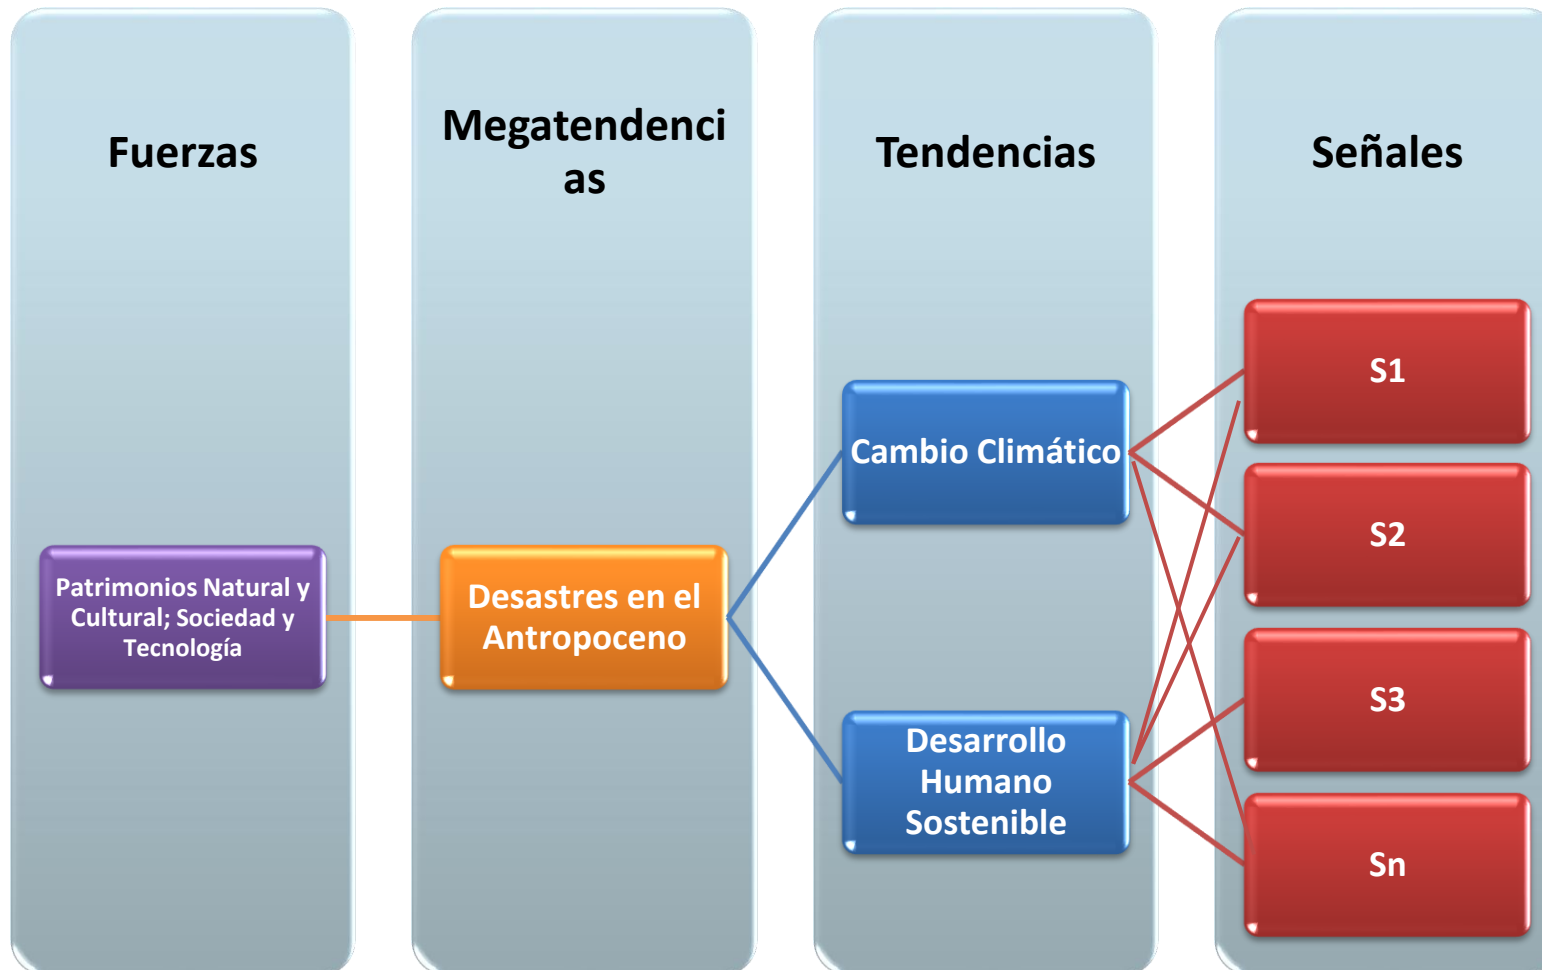 Fuerzas
Megatendenci
as
Tendencias
Señales
Patrimonios Natural y
Cultural; Sociedad y
Tecnología
Desastres en el
Antropoceno
Cambio Climático
Desarrollo
Humano
Sostenible
S1
S2
S3
Sn